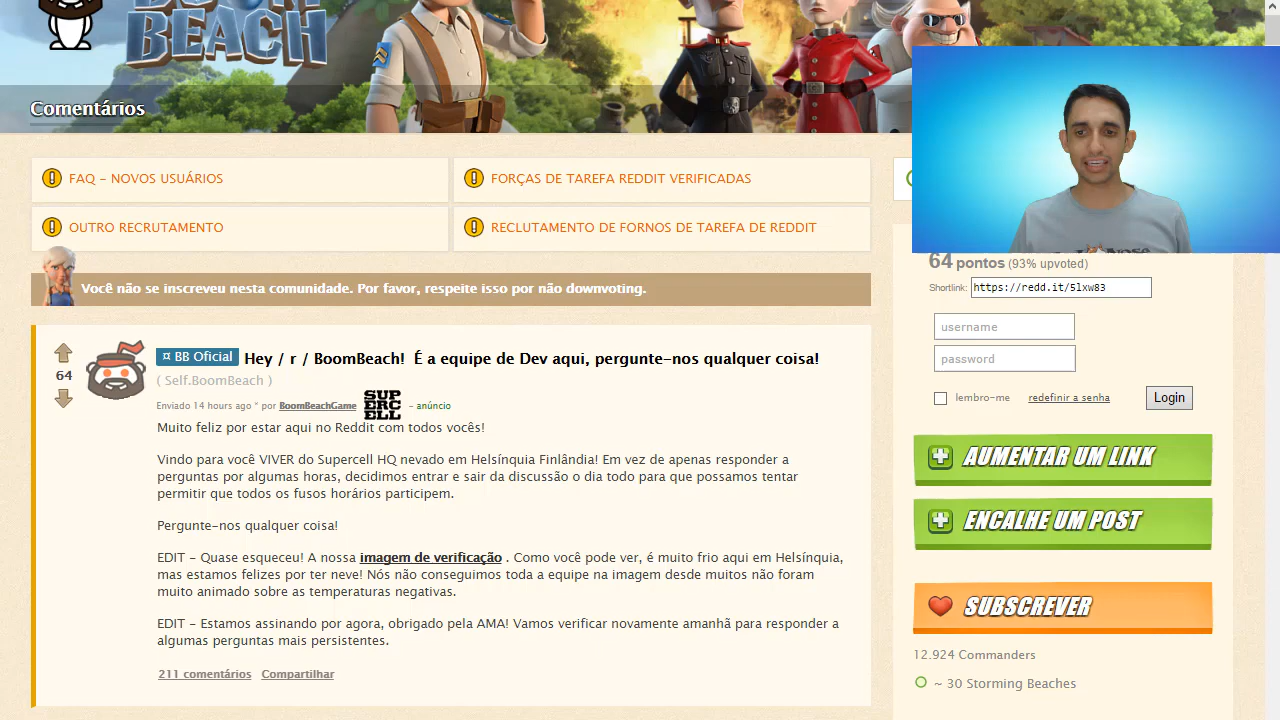 BEACH
Comentários
FAQ - NOVOS USUÁRIOS
FORÇAS DE TAREFA REDDIT VERIFICADAS
OUTRO RECRUTAMENTO
RECLUTAMENTO DE FORNOS DE TAREFA DE REDDIT
Você não se inscreveu nesta comunidade. Por favor, respeite isso por não downvoting.
¤ BB Oficial Hey / r / BoomBeach! É a equipe de Dev aqui, pergunte-nos qualquer coisa!
64
( Self.BoomBeach )
Enviado 14 hours ago * por BoomBeachGame SUPERCELL - anúncio
Muito feliz por estar aqui no Reddit com todos vocês!
Vindo para você VIVER do Supercell HQ nevado em Helsínquia Finlândia! Em vez de apenas responder a
perguntas por algumas horas, decidimos entrar e sair da discussão o dia todo para que possamos tentar
permitir que todos os fusos horários participem.
Pergunte-nos qualquer coisa!
EDIT - Quase esqueceu! A nossa imagem de verificação . Como você pode ver, é muito frio aqui em Helsínquia,
mas estamos felizes por ter neve! Nós não conseguimos toda a equipe na imagem desde muitos não foram
muito animado sobre as temperaturas negativas.
EDIT - Estamos assinando por agora, obrigado pela AMA! Vamos verificar novamente amanhã para responder a
algumas perguntas mais persistentes.
211 comentários Compartilhar
64 pontos (93% upvoted)
Shortlink: https://redd.it/5lxw83
username
password
lembro-me redefinir a senha Login
AUMENTAR UM LINK
ENCALHE UM POST
SUBSCREVER
12.924 Commanders
~ 30 Storming Beaches